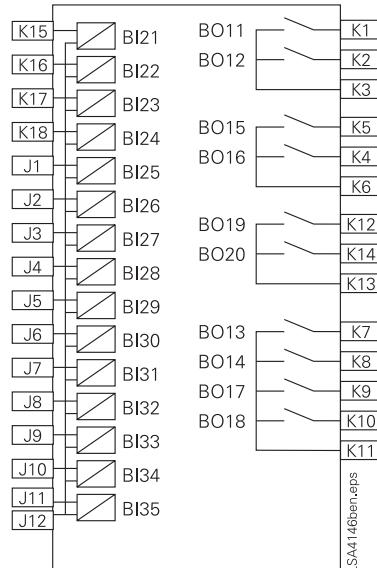 K15 BI21
K16 BI22
K17 BI23
K18 BI24
J1 BI25
J2 BI26
J3 BI27
J4 BI28
J5 BI29
J6 BI30
J7 BI31
J8 BI32
J9 BI33
J10 BI34
J11 BI35
J12
BO11 K1
BO12 K2
K3
BO15 K5
BO16 K4
K6
BO19 K12
BO20 K14
K13
BO13 K7
BO14 K8
BO17 K9
BO18 K10
K11
LSA4146ben.eps